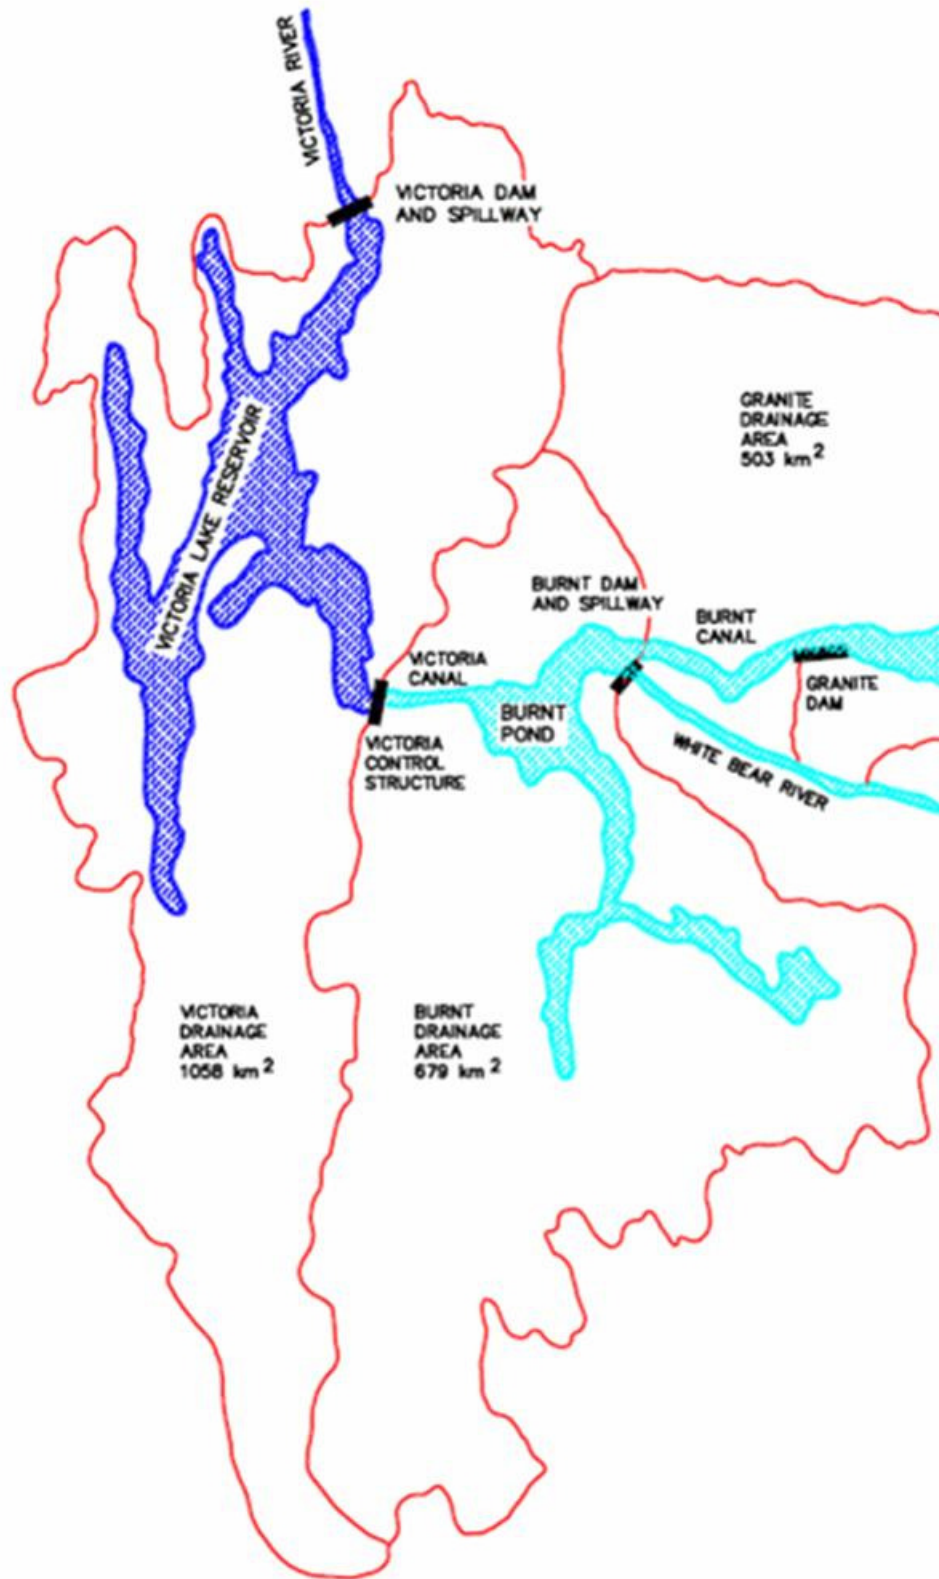 VICTORIA RIVER
VICTORIA DAM
AND SPILLWAY
GRANITE
DRAINAGE
AREA
503 km²
VICTORIA LAKE RESERVOIR
BURNT DAM
AND SPILLWAY
BURNT
CANAL
VICTORIA
CANAL
GRANITE
DAM
BURNT
POND
VICTORIA
CONTROL
STRUCTURE
WHITE BEAR RIVER
VICTORIA
DRAINAGE
AREA
1058 km²
BURNT
DRAINAGE
AREA
679 km²